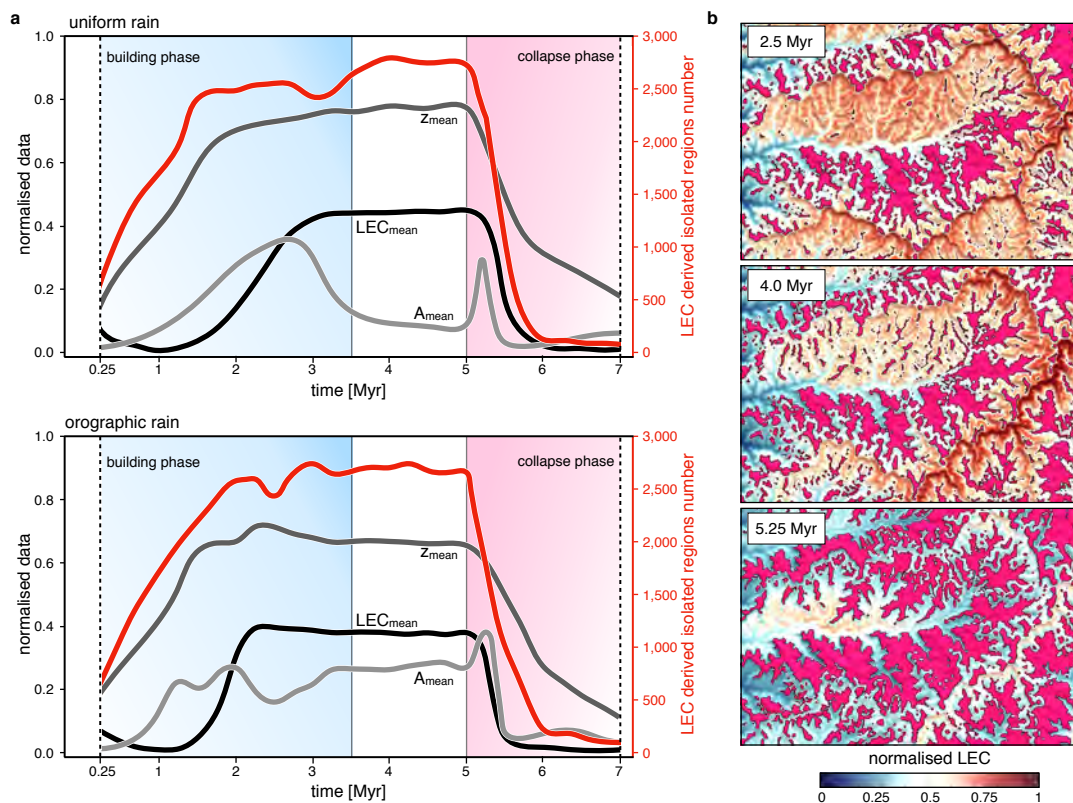 a
uniform rain
1.0
0.8
0.6
0.4
0.2
0.0
normalised data
building phase
collapse phase
zmean
LECmean
Amean
3,000
2,500
2,000
1,500
1,000
500
0
LEC derived isolated regions number
0.25 1 2 3 4 5 6 7
time [Myr]
orographic rain
1.0
0.8
0.6
0.4
0.2
0.0
normalised data
building phase
collapse phase
zmean
LECmean
Amean
3,000
2,500
2,000
1,500
1,000
500
0
LEC derived isolated regions number
0.25 1 2 3 4 5 6 7
time [Myr]
b
2.5 Myr
4.0 Myr
5.25 Myr
normalised LEC
0 0.25 0.5 0.75 1